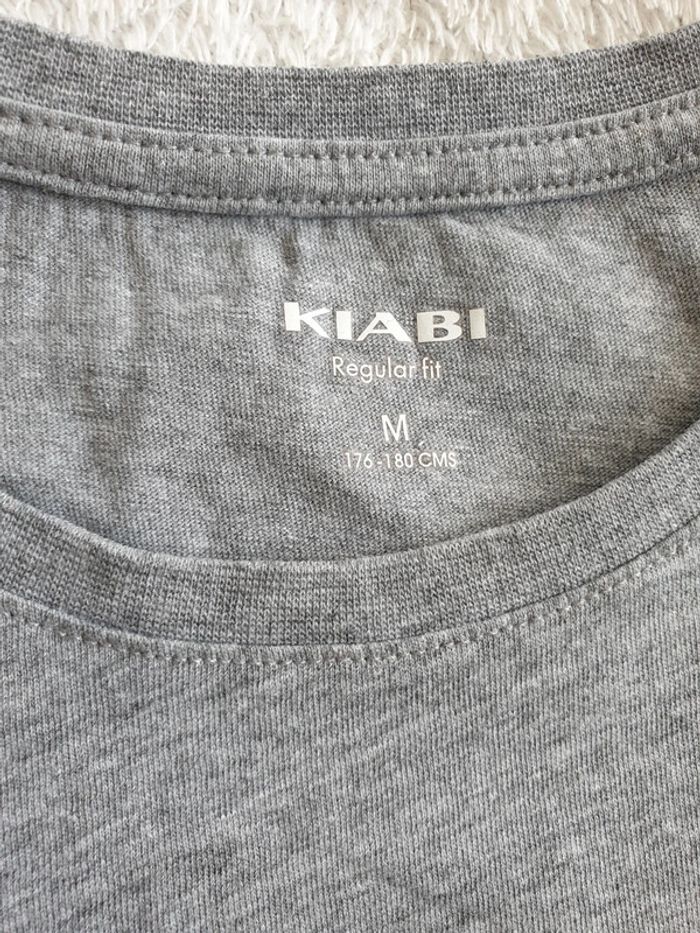 KIABI
Regular fit
M
176-180 CMS